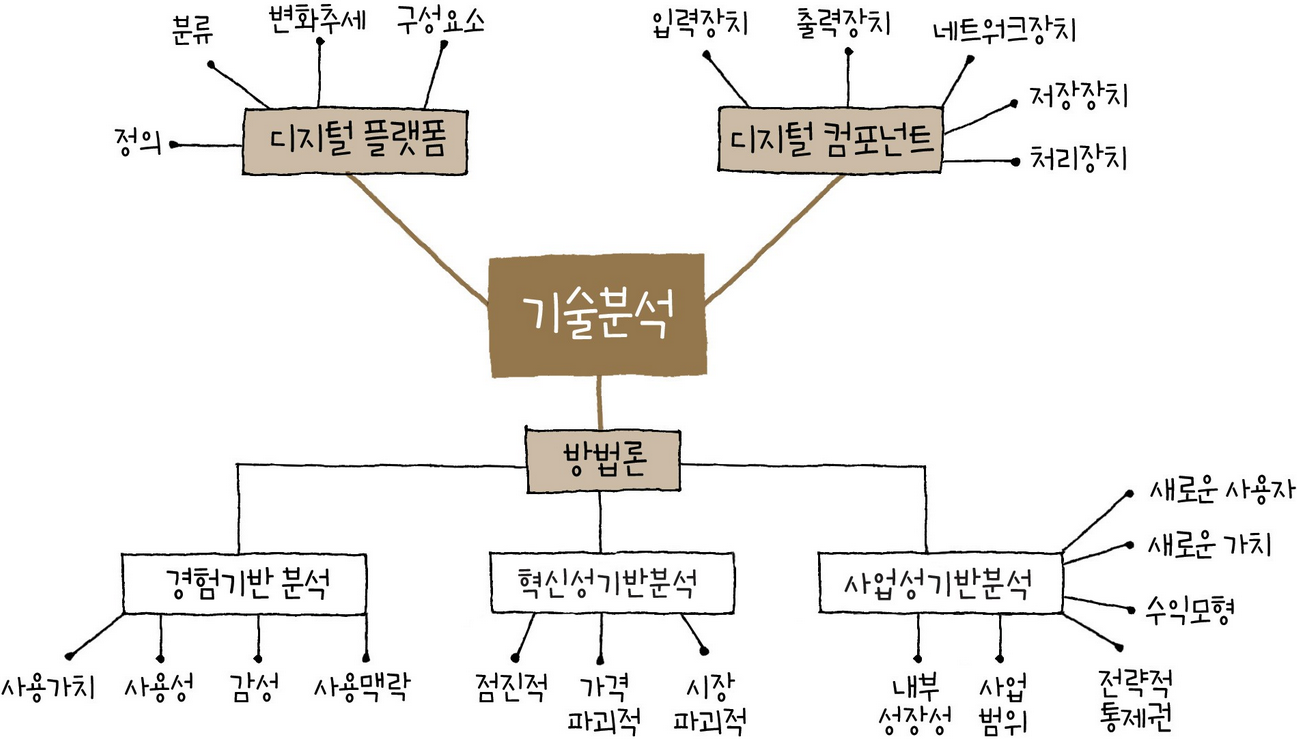 분류
변화추세
구성요소
정의
디지털 플랫폼
입력장치
출력장치
네트워크장치
저장장치
처리장치
디지털 컴포넌트
기술분석
방법론
경험기반 분석
사용가치
사용성
감성
사용맥락
혁신성기반분석
점진적
가격
파괴적
시장
파괴적
사업성기반분석
새로운 사용자
새로운 가치
수익모형
전략적
통제권
사업
범위
내부
성장성